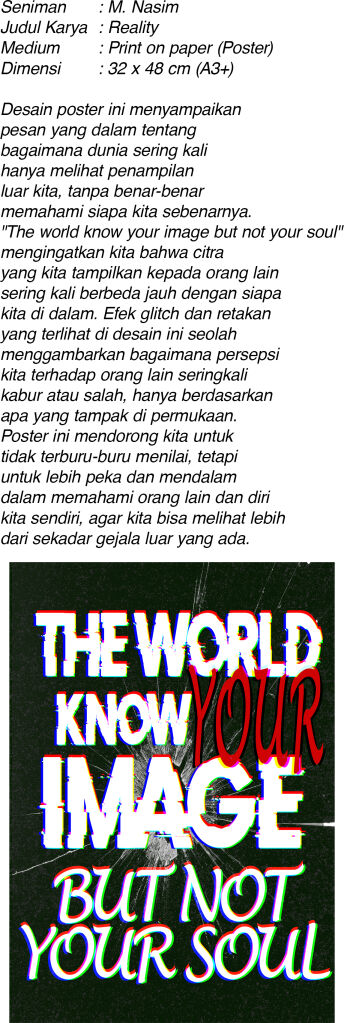 Seniman : M. Nasim
Judul Karya : Reality
Medium : Print on paper (Poster)
Dimensi : 32 x 48 cm (A3+)
Desain poster ini menyampaikan
pesan yang dalam tentang
bagaimana dunia sering kali
hanya melihat penampilan
luar kita, tanpa benar-benar
memahami siapa kita sebenarnya.
"The world know your image but not your soul"
mengingatkan kita bahwa citra
yang kita tampilkan kepada orang lain
sering kali berbeda jauh dengan siapa
kita di dalam. Efek glitch dan retakan
yang terlihat di desain ini seolah
menggambarkan bagaimana persepsi
kita terhadap orang lain seringkali
kabur atau salah, hanya berdasarkan
apa yang tampak di permukaan.
Poster ini mendorong kita untuk
tidak terburu-buru menilai, tetapi
untuk lebih peka dan mendalam
dalam memahami orang lain dan diri
kita sendiri, agar kita bisa melihat lebih
dari sekadar gejala luar yang ada.
THE WORLD
KNOW YOUR
IMAGE
BUT NOT
YOUR SOUL